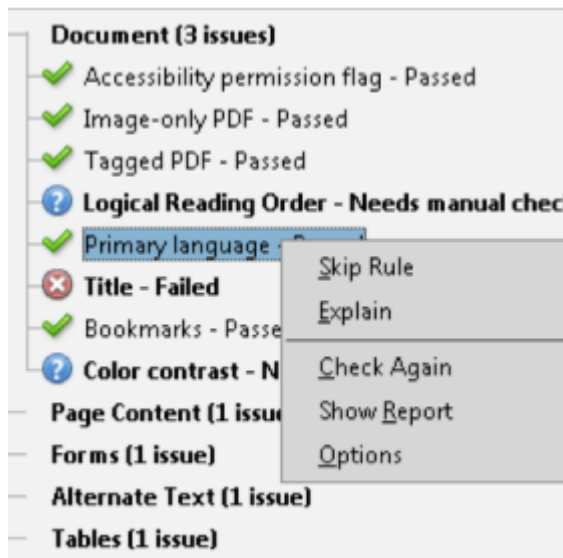 Document (3 issues)
Accessibility permission flag - Passed
Image-only PDF - Passed
Tagged PDF - Passed
Logical Reading Order - Needs manual chec
Primary language -
Title - Failed
Bookmarks - Passe
Color contrast - N
Page Content (1 issu
Forms (1 issue)
Alternate Text (1 issue)
Tables (1 issue)
Skip Rule
Explain
Check Again
Show Report
Options